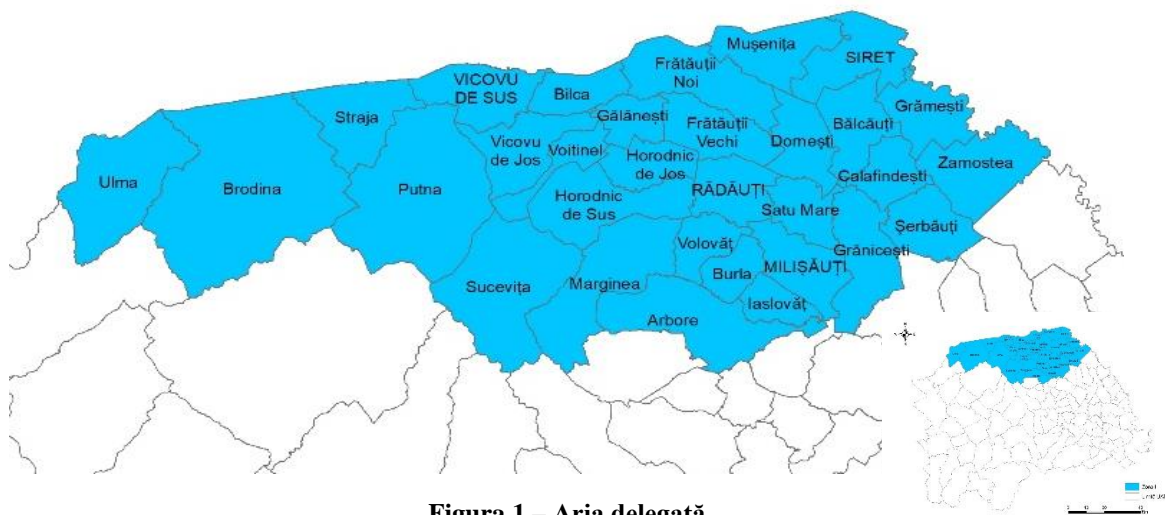 Mușenița
SIRET
Frătăuții
Noi
VICOVU
DE SUS
Bilca
Straja
Gălănești
Grămești
Frătăuții
Vechi
Bălcăuți
Vicovu
de Jos
Voitinel
Domești
Horodnic
de Jos
Zamostea
Calafindești
Ulma
Brodina
Putna
RĂDĂUȚI
Horodnic
de Sus
Satu Mare
Șerbăuți
Volovăț
Grănicești
Burla
MILIȘĂUȚI
Sucevița
Marginea
Iaslovăț
Arbore
Figura 1 – Aria delegată